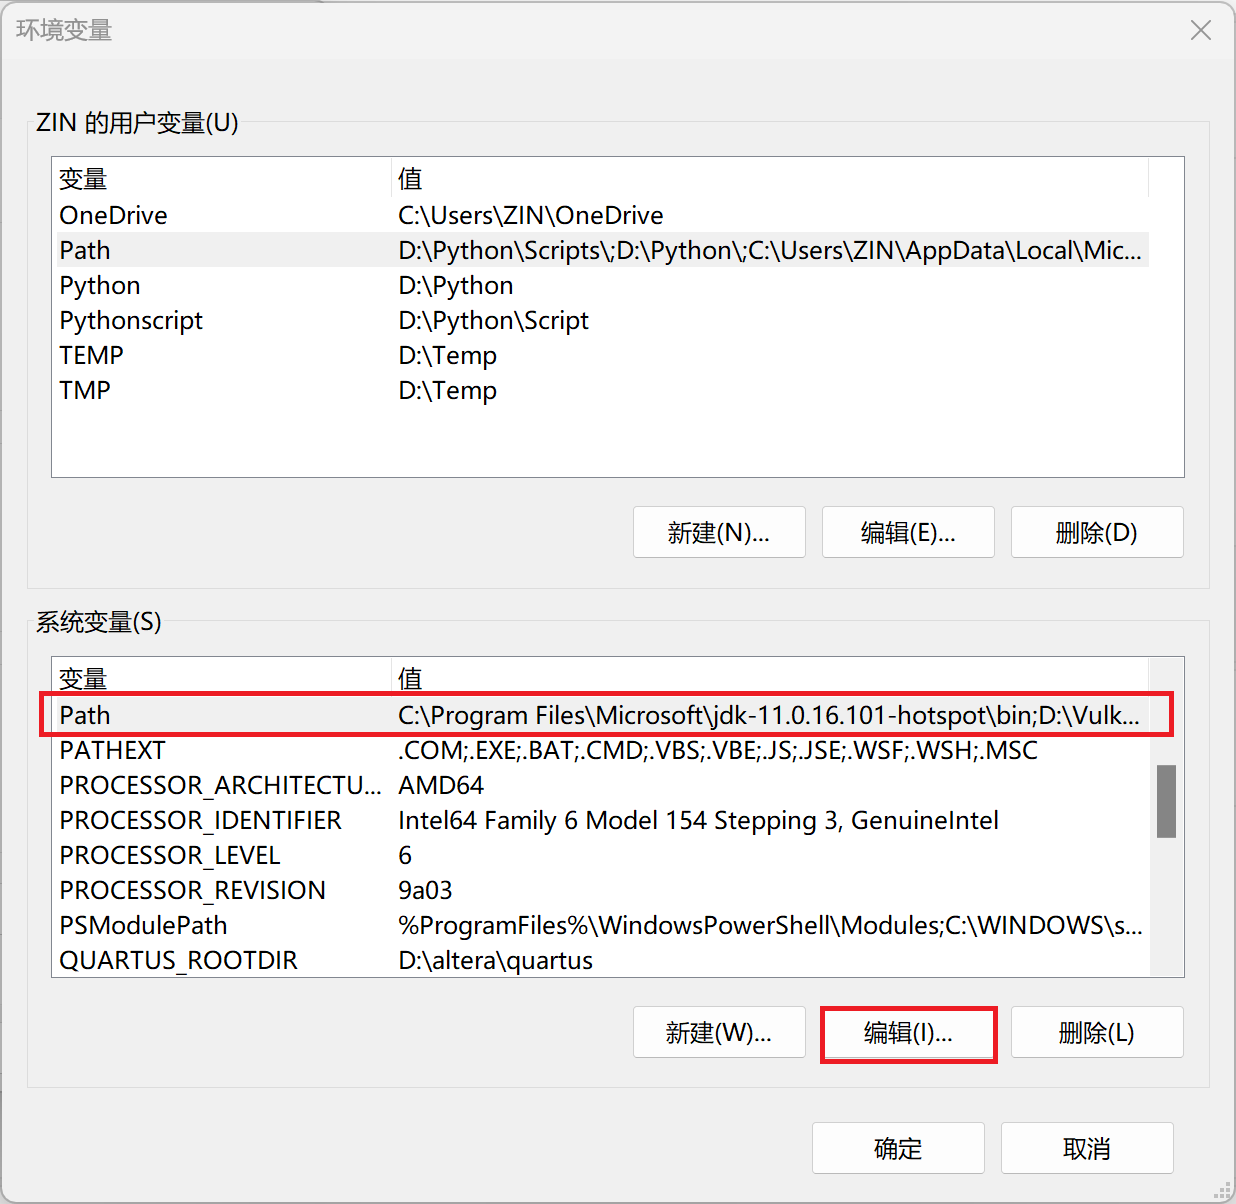 环境变量
ZIN 的用户变量(U)
变量 值
OneDrive C:\Users\ZIN\OneDrive
Path D:\Python\Scripts\;D:\Python\;C:\Users\ZIN\AppData\Local\Mic...
Python D:\Python
Pythonscript D:\Python\Script
TEMP D:\Temp
TMP D:\Temp
新建(N)... 编辑(E)... 删除(D)
系统变量(S)
变量 值
Path C:\Program Files\Microsoft\jdk-11.0.16.101-hotspot\bin;D:\Vulk...
PATHEXT .COM;.EXE;.BAT;.CMD;.VBS;.VBE;.JS;.JSE;.WSF;.WSH;.MSC
PROCESSOR_ARCHITECTU... AMD64
PROCESSOR_IDENTIFIER Intel64 Family 6 Model 154 Stepping 3, GenuineIntel
PROCESSOR_LEVEL 6
PROCESSOR_REVISION 9a03
PSModulePath %ProgramFiles%\WindowsPowerShell\Modules;C:\WINDOWS\s...
QUARTUS_ROOTDIR D:\altera\quartus
新建(W)... 编辑(I)... 删除(L)
确定 取消